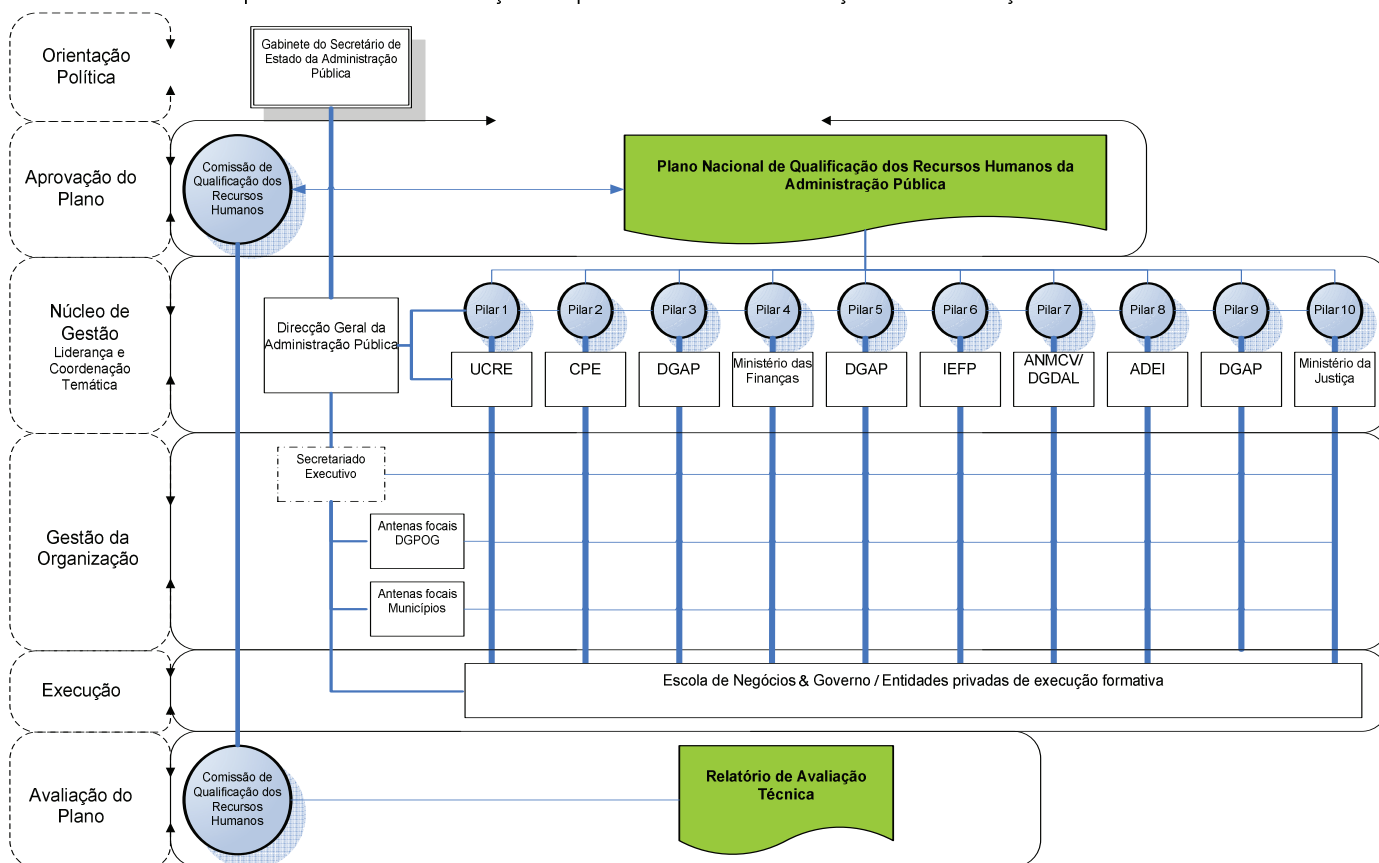 Orientação
Política
Gabinete do Secretário de
Estado da Administração
Pública
Aprovação do
Plano
Comissão de
Qualificação dos
Recursos
Humanos
Plano Nacional de Qualificação dos Recursos Humanos da
Administração Pública
Núcleo de
Gestão
Liderança e
Coordenação
Temática
Direcção Geral da
Administração Pública
Pilar 1
Pilar 2
Pilar 3
Pilar 4
Pilar 5
Pilar 6
Pilar 7
Pilar 8
Pilar 9
Pilar 10
UCRE
CPE
DGAP
Ministério das
Finanças
DGAP
IEFP
ANMCV/
DGDAL
ADEI
DGAP
Ministério da
Justiça
Gestão da
Organização
Secretariado
Executivo
Antenas focais
DGPOG
Antenas focais
Municípios
Execução
Escola de Negócios & Governo / Entidades privadas de execução formativa
Avaliação do
Plano
Comissão de
Qualificação dos
Recursos
Humanos
Relatório de Avaliação
Técnica